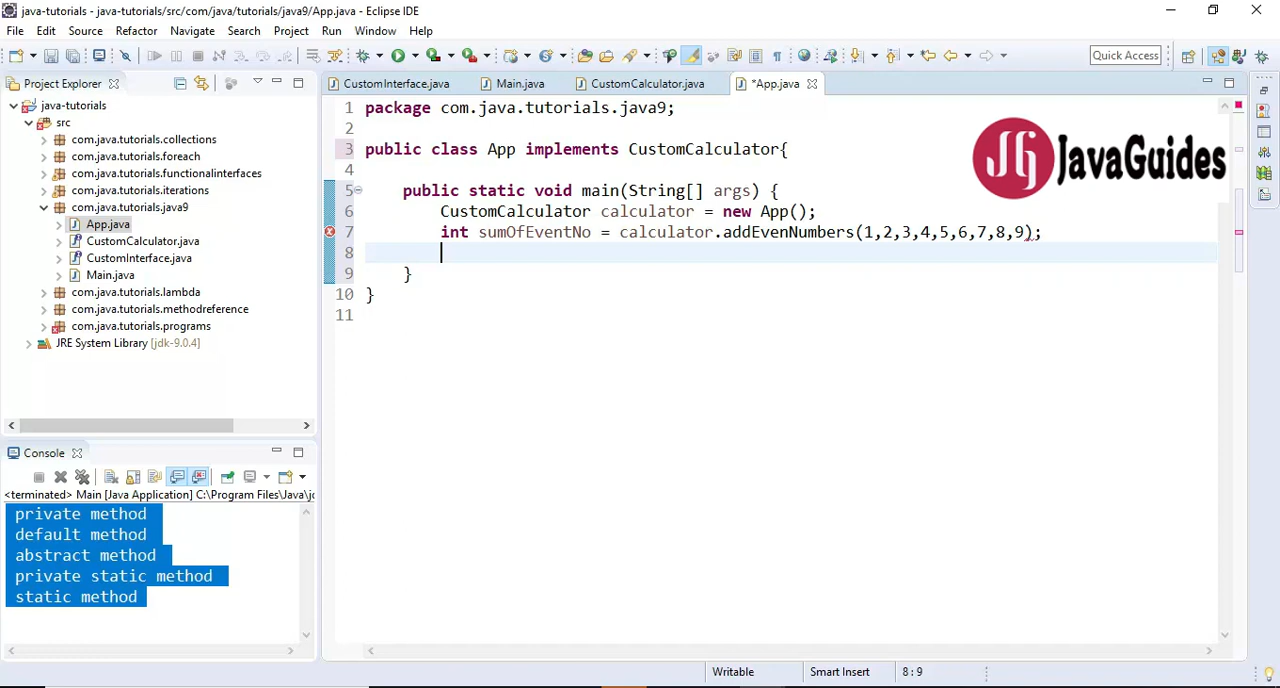 java-tutorials - java-tutorials/src/com/java/tutorials/java9/App.java - Eclipse IDE
File Edit Source Refactor Navigate Search Project Run Window Help
Quick Access
Project Explorer
java-tutorials
src
com.java.tutorials.collections
com.java.tutorials.foreach
com.java.tutorials.functionalinterfaces
com.java.tutorials.iterations
com.java.tutorials.java9
App.java
CustomCalculator.java
CustomInterface.java
Main.java
com.java.tutorials.lambda
com.java.tutorials.methodreference
com.java.tutorials.programs
JRE System Library [jdk-9.0.4]
CustomInterface.java Main.java CustomCalculator.java *App.java
1 package com.java.tutorials.java9;
2
3 public class App implements CustomCalculator{
4
5 public static void main(String[] args) {
6 CustomCalculator calculator = new App();
7 int sumOfEventNo = calculator.addEvenNumbers(1,2,3,4,5,6,7,8,9);
8
9 }
10 }
11
JG JavaGuides
Console
<terminated> Main [Java Application] C:\Program Files\Java\jd
private method
default method
abstract method
private static method
static method
Writable Smart Insert 8 : 9